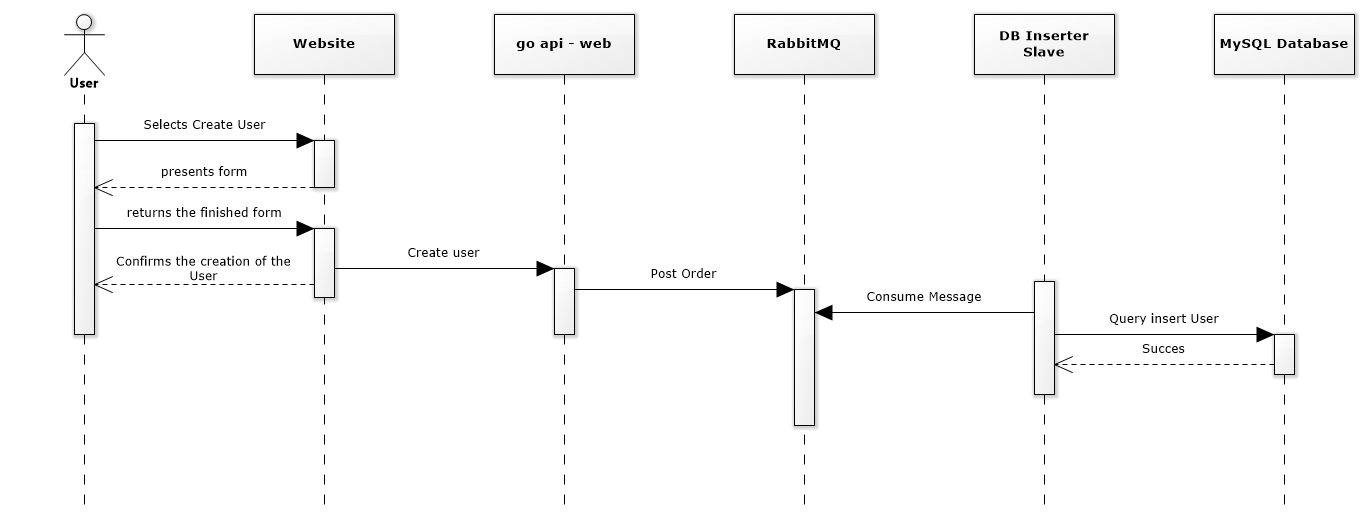 User
Website
go api - web
RabbitMQ
DB Inserter
Slave
MySQL Database
Selects Create User
presents form
returns the finished form
Confirms the creation of the
User
Create user
Post Order
Consume Message
Query insert User
Succes